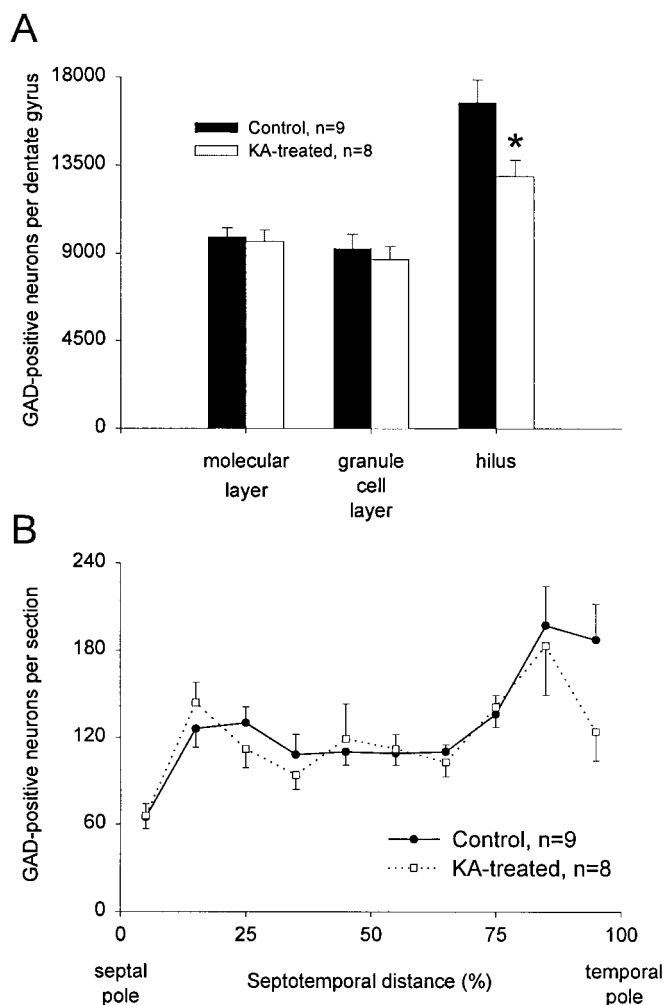 A
GAD-positive neurons per dentate gyrus
18000
13500
9000
4500
0
Control, n=9
KA-treated, n=8
*
molecular layer
granule cell layer
hilus
B
GAD-positive neurons per section
240
180
120
60
0
Control, n=9
KA-treated, n=8
0
25
50
75
100
septal pole
Septotemporal distance (%)
temporal pole